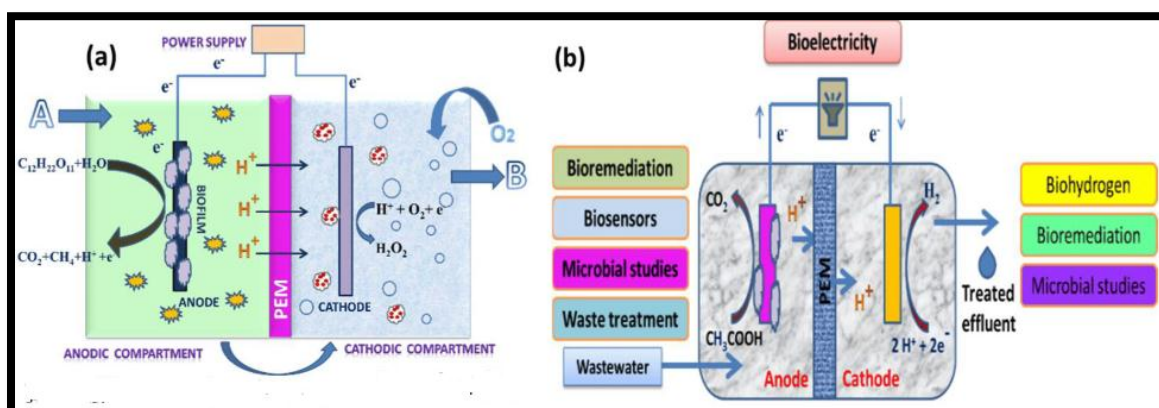 (a)
POWER SUPPLY
e-
e-
e-
A
O₂
C₁₂H₂₂O₁₁+H₂O
e-
BIOFILM
H⁺
H⁺
H⁺
PEM
B
H⁺ + O₂+ e-
H₂O₂
CO₂+CH₄+H⁺+e-
ANODE
CATHODE
ANODIC COMPARTMENT
CATHODIC COMPARTMENT
(b)
Bioelectricity
e-
e-
Bioremediation
Biosensors
Microbial studies
Waste treatment
Wastewater
CO₂
H⁺
H₂
PEM
H⁺
CH₃COOH
2 H⁺ + 2e-
Anode
Cathode
Treated
effluent
Biohydrogen
Bioremediation
Microbial studies